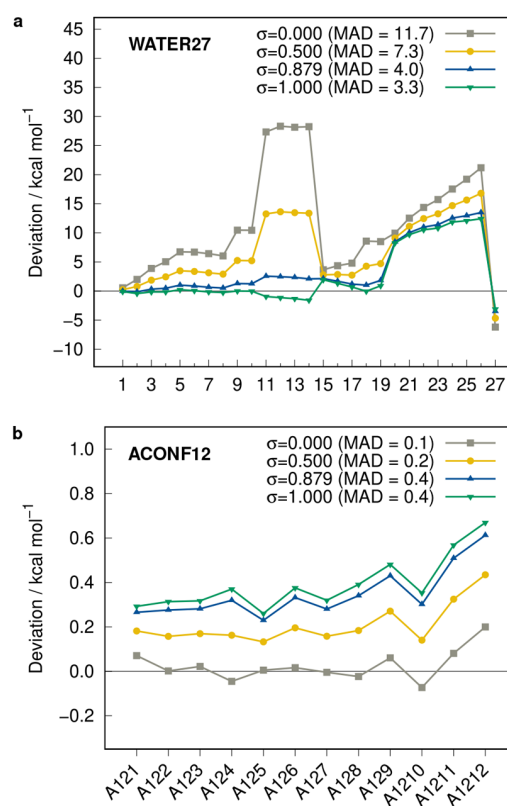 a
WATER27
σ=0.000 (MAD = 11.7)
σ=0.500 (MAD = 7.3)
σ=0.879 (MAD = 4.0)
σ=1.000 (MAD = 3.3)
Deviation / kcal mol⁻¹
45
40
35
30
25
20
15
10
5
0
−5
−10
1 3 5 7 9 11 13 15 17 19 21 23 25 27
b
ACONF12
σ=0.000 (MAD = 0.1)
σ=0.500 (MAD = 0.2)
σ=0.879 (MAD = 0.4)
σ=1.000 (MAD = 0.4)
Deviation / kcal mol⁻¹
1.0
0.8
0.6
0.4
0.2
0.0
−0.2
A121 A122 A123 A124 A125 A126 A127 A128 A129 A1210 A1211 A1212